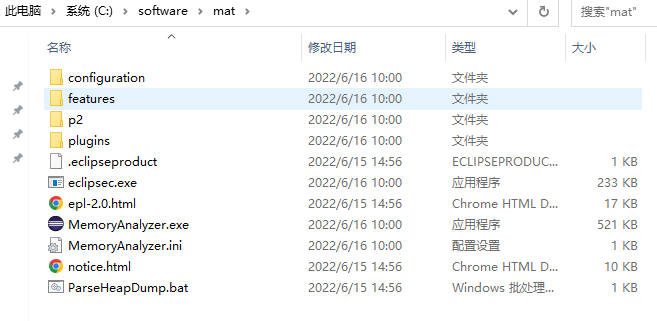 此电脑 > 系统 (C:) > software > mat > 搜索"mat"
名称 修改日期 类型 大小
configuration 2022/6/16 10:00 文件夹
features 2022/6/16 10:00 文件夹
p2 2022/6/16 10:00 文件夹
plugins 2022/6/16 10:00 文件夹
.eclipseproduct 2022/6/15 14:56 ECLIPSEPRODUC... 1 KB
eclipsec.exe 2022/6/16 10:00 应用程序 233 KB
epl-2.0.html 2022/6/15 14:56 Chrome HTML D... 17 KB
MemoryAnalyzer.exe 2022/6/16 10:00 应用程序 521 KB
MemoryAnalyzer.ini 2022/6/16 10:00 配置设置 1 KB
notice.html 2022/6/15 14:56 Chrome HTML D... 10 KB
ParseHeapDump.bat 2022/6/15 14:56 Windows 批处理... 1 KB